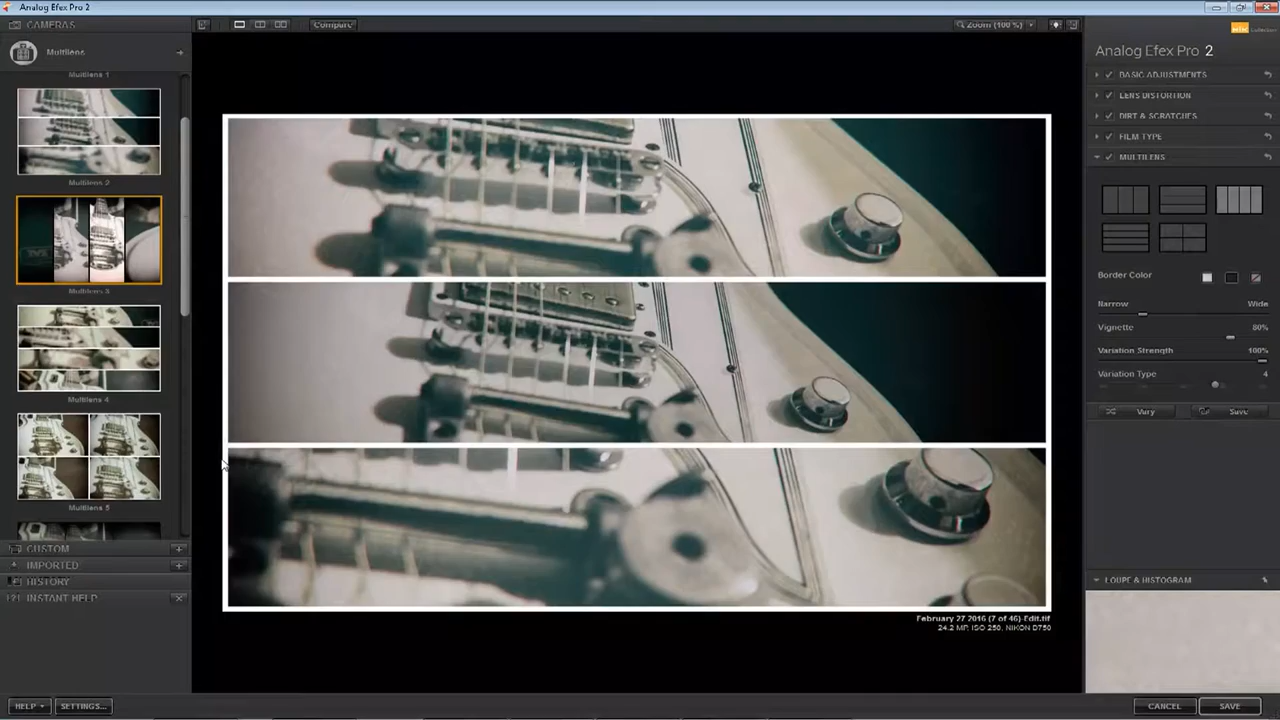 Analog Efex Pro 2
CAMERAS
Multilens
Multilens 1
Multilens 2
Multilens 3
Multilens 4
Multilens 5
CUSTOM
IMPORTED
HISTORY
INSTANT HELP
HELP
SETTINGS...
Compare
Zoom (100 %)
February 27 2016 (7 of 46)-Edit.tif
24.2 MP, ISO 250, NIKON D750
nik collection
Analog Efex Pro 2
BASIC ADJUSTMENTS
LENS DISTORTION
DIRT & SCRATCHES
FILM TYPE
MULTILENS
Border Color
Narrow Wide
Vignette 80%
Variation Strength 100%
Variation Type 4
Vary Save
LOUPE & HISTOGRAM
CANCEL SAVE